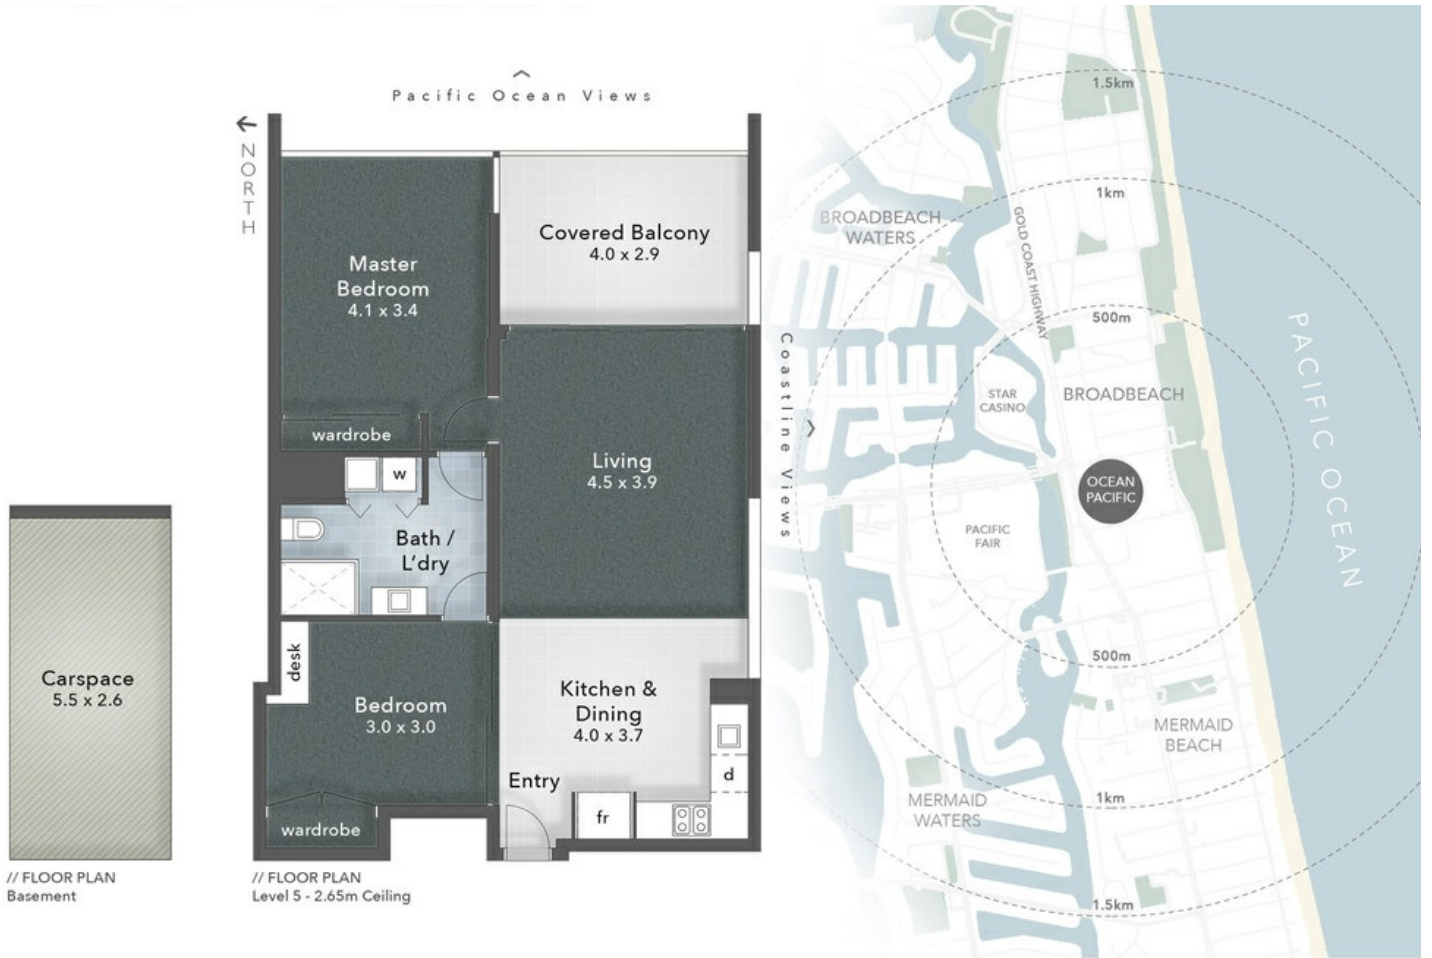 Pacific Ocean Views
NORTH
Master
Bedroom
4.1 x 3.4
Covered Balcony
4.0 x 2.9
wardrobe
w
Bath /
L'dry
Living
4.5 x 3.9
Coastline Views
desk
Bedroom
3.0 x 3.0
Kitchen &
Dining
4.0 x 3.7
Entry
d
fr
wardrobe
Carspace
5.5 x 2.6
// FLOOR PLAN
Basement
// FLOOR PLAN
Level 5 - 2.65m Ceiling
1.5km
1km
BROADBEACH
WATERS
GOLD COAST HIGHWAY
500m
PACIFIC OCEAN
STAR
CASINO
BROADBEACH
OCEAN
PACIFIC
PACIFIC
FAIR
500m
MERMAID
BEACH
1km
MERMAID
WATERS
1.5km